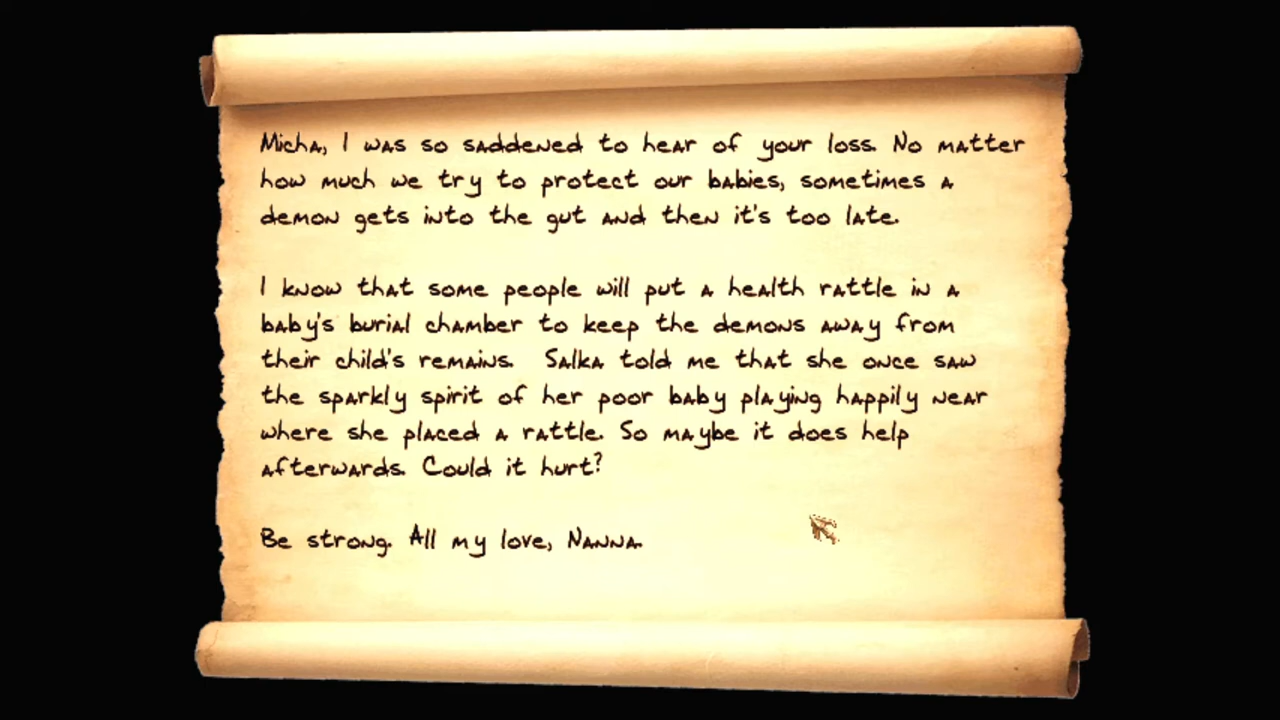 Micha, I was so saddened to hear of your loss. No matter
how much we try to protect our babies, sometimes a
demon gets into the gut and then it's too late.
I know that some people will put a health rattle in a
baby's burial chamber to keep the demons away from
their child's remains. Salka told me that she once saw
the sparkly spirit of her poor baby playing happily near
where she placed a rattle. So maybe it does help
afterwards. Could it hurt?
Be strong. All my love, Nanna.